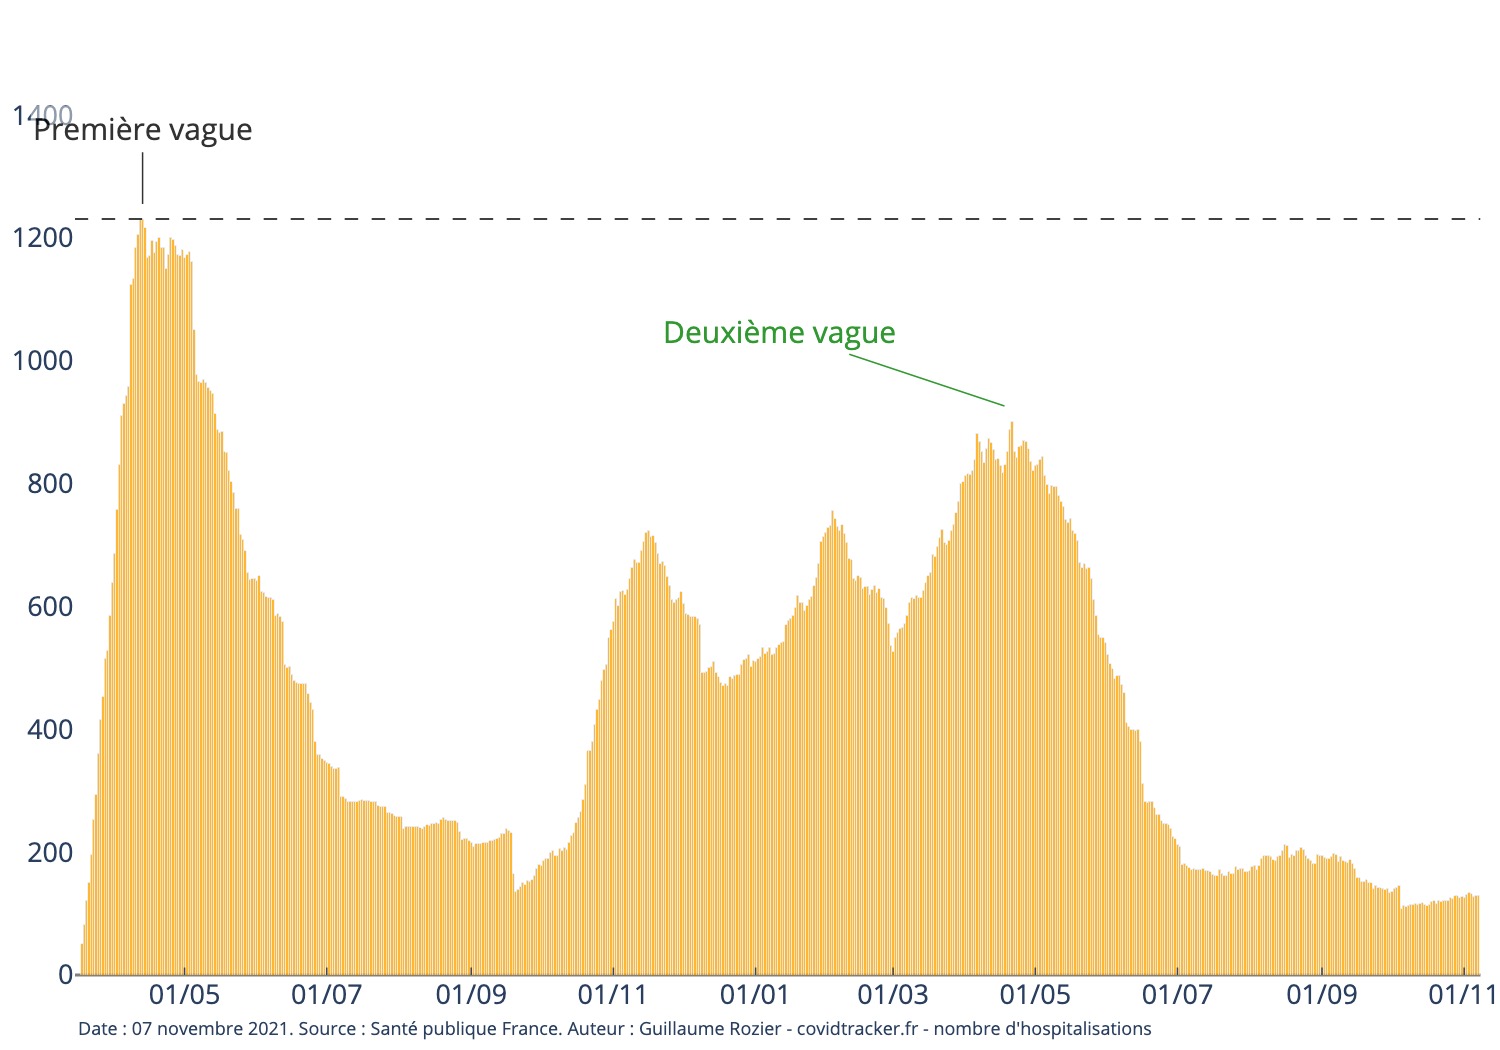 1400
Première vague
1200
Deuxième vague
1000
800
600
400
200
0
01/05 01/07 01/09 01/11 01/01 01/03 01/05 01/07 01/09 01/11
Date : 07 novembre 2021. Source : Santé publique France. Auteur : Guillaume Rozier - covidtracker.fr - nombre d'hospitalisations